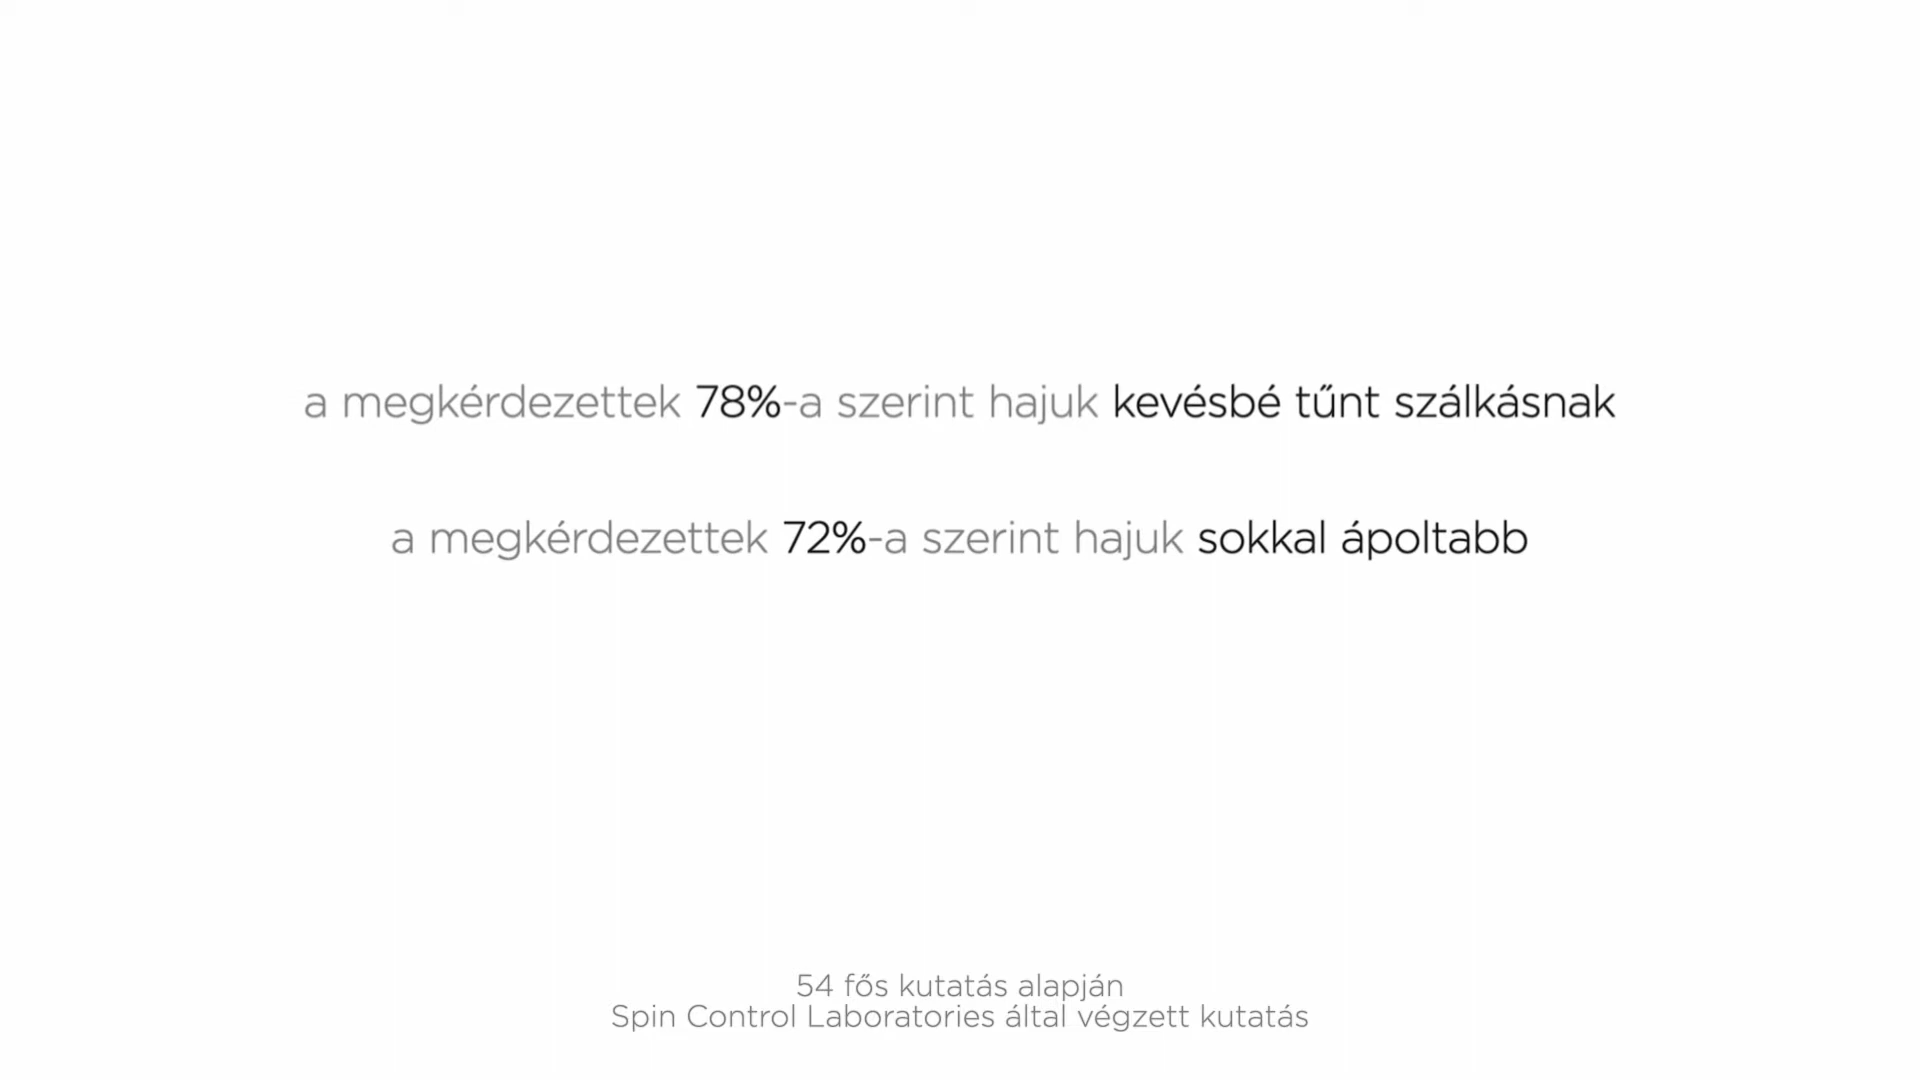 a megkérdezettek 78%-a szerint hajuk kevésbé tűnt szálkásnak
a megkérdezettek 72%-a szerint hajuk sokkal ápoltabb
54 fős kutatás alapján
Spin Control Laboratories által végzett kutatás